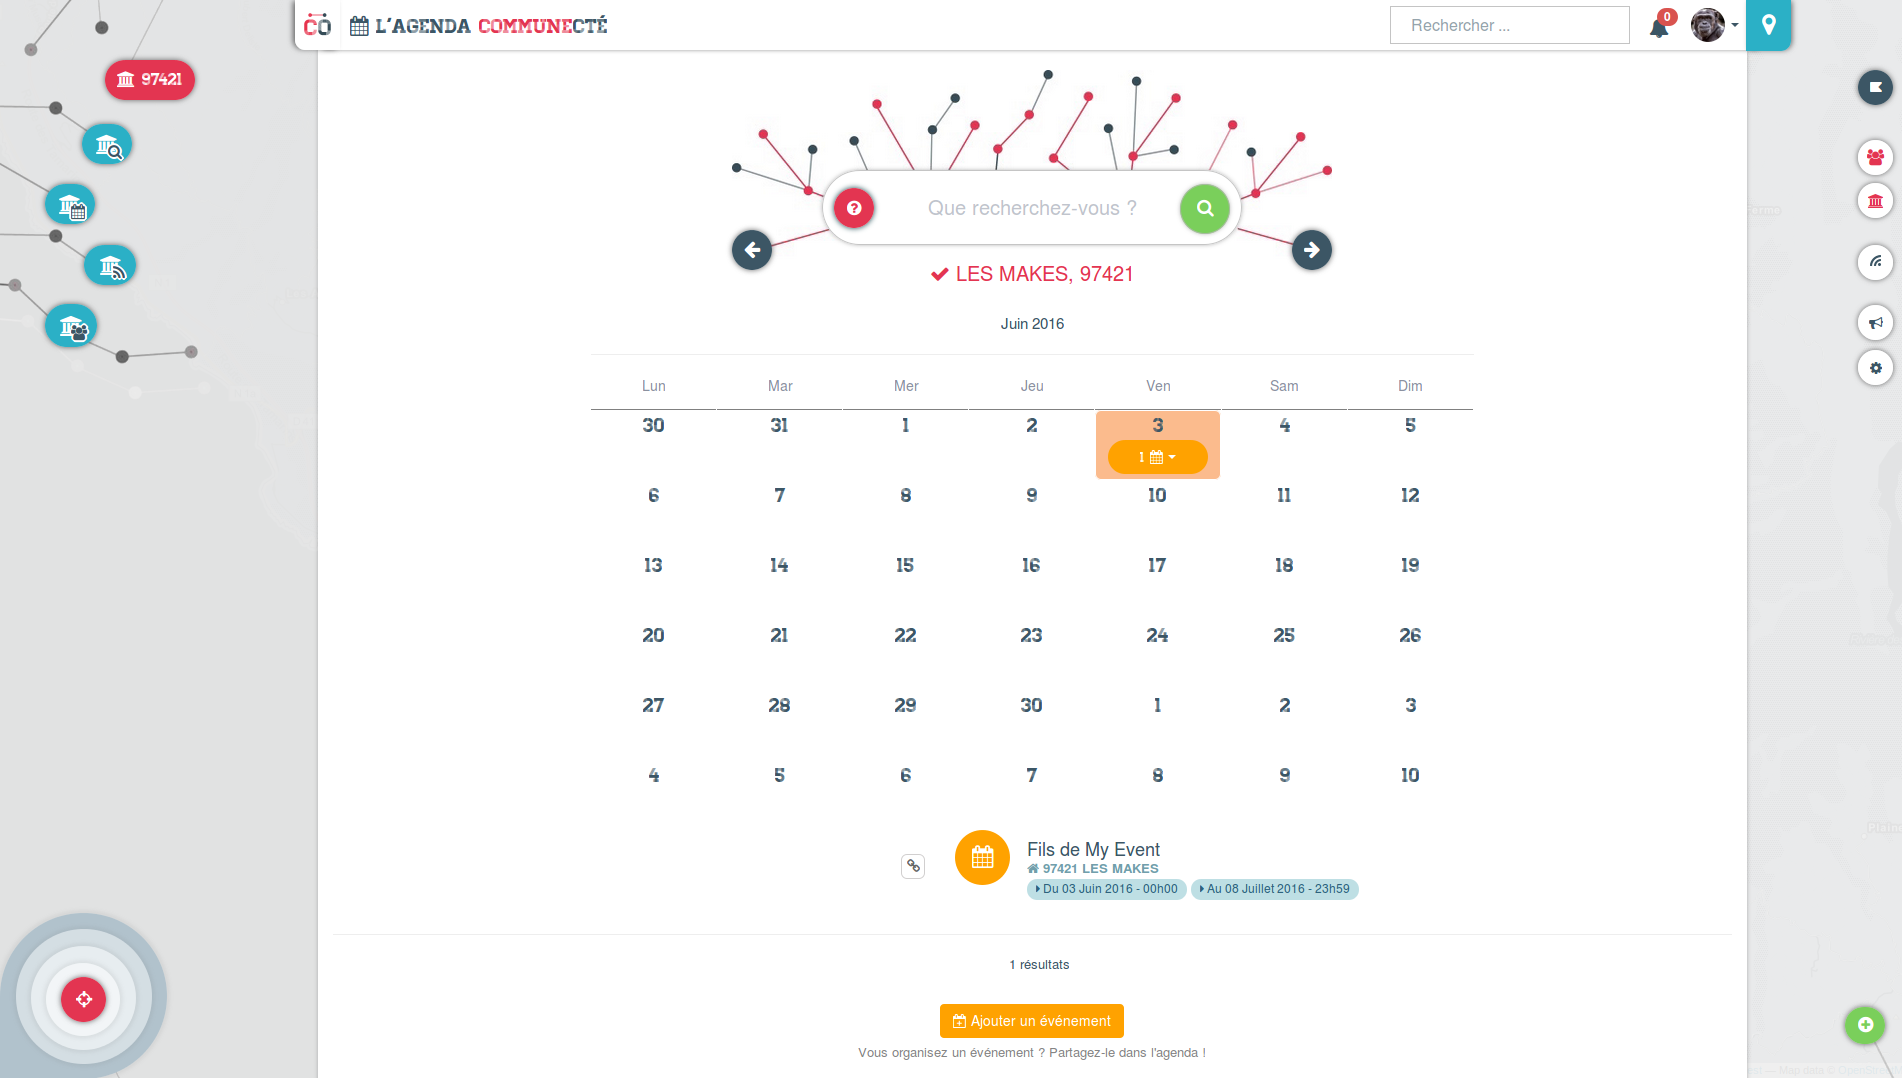 CO
L'AGENDA COMMUNECTÉ
Rechercher ...
0
97421
Que recherchez-vous ?
LES MAKES, 97421
Juin 2016
Lun Mar Mer Jeu Ven Sam Dim
30 31 1 2 3 4 5
1
6 7 8 9 10 11 12
13 14 15 16 17 18 19
20 21 22 23 24 25 26
27 28 29 30 1 2 3
4 5 6 7 8 9 10
Fils de My Event
97421 LES MAKES
Du 03 Juin 2016 - 00h00 Au 08 Juillet 2016 - 23h59
1 résultats
Ajouter un événement
Vous organisez un événement ? Partagez-le dans l'agenda !